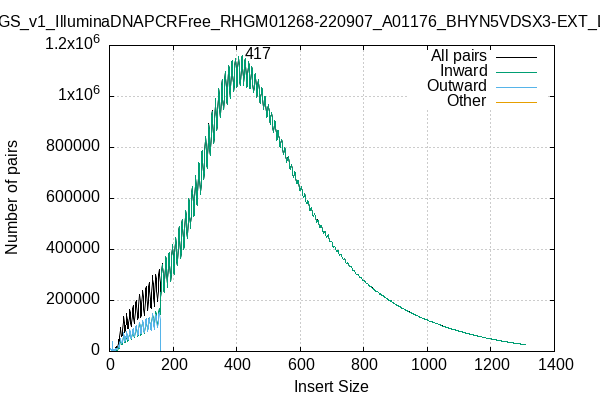 GS_v1_IlluminaDNAPCRFree_RHGM01268-220907_A01176_BHYN5VDSX3-EXT_L
1.2x10^6
1x10^6
800000
600000
400000
200000
0
417
All pairs
Inward
Outward
Other
Number of pairs
0 200 400 600 800 1000 1200 1400
Insert Size